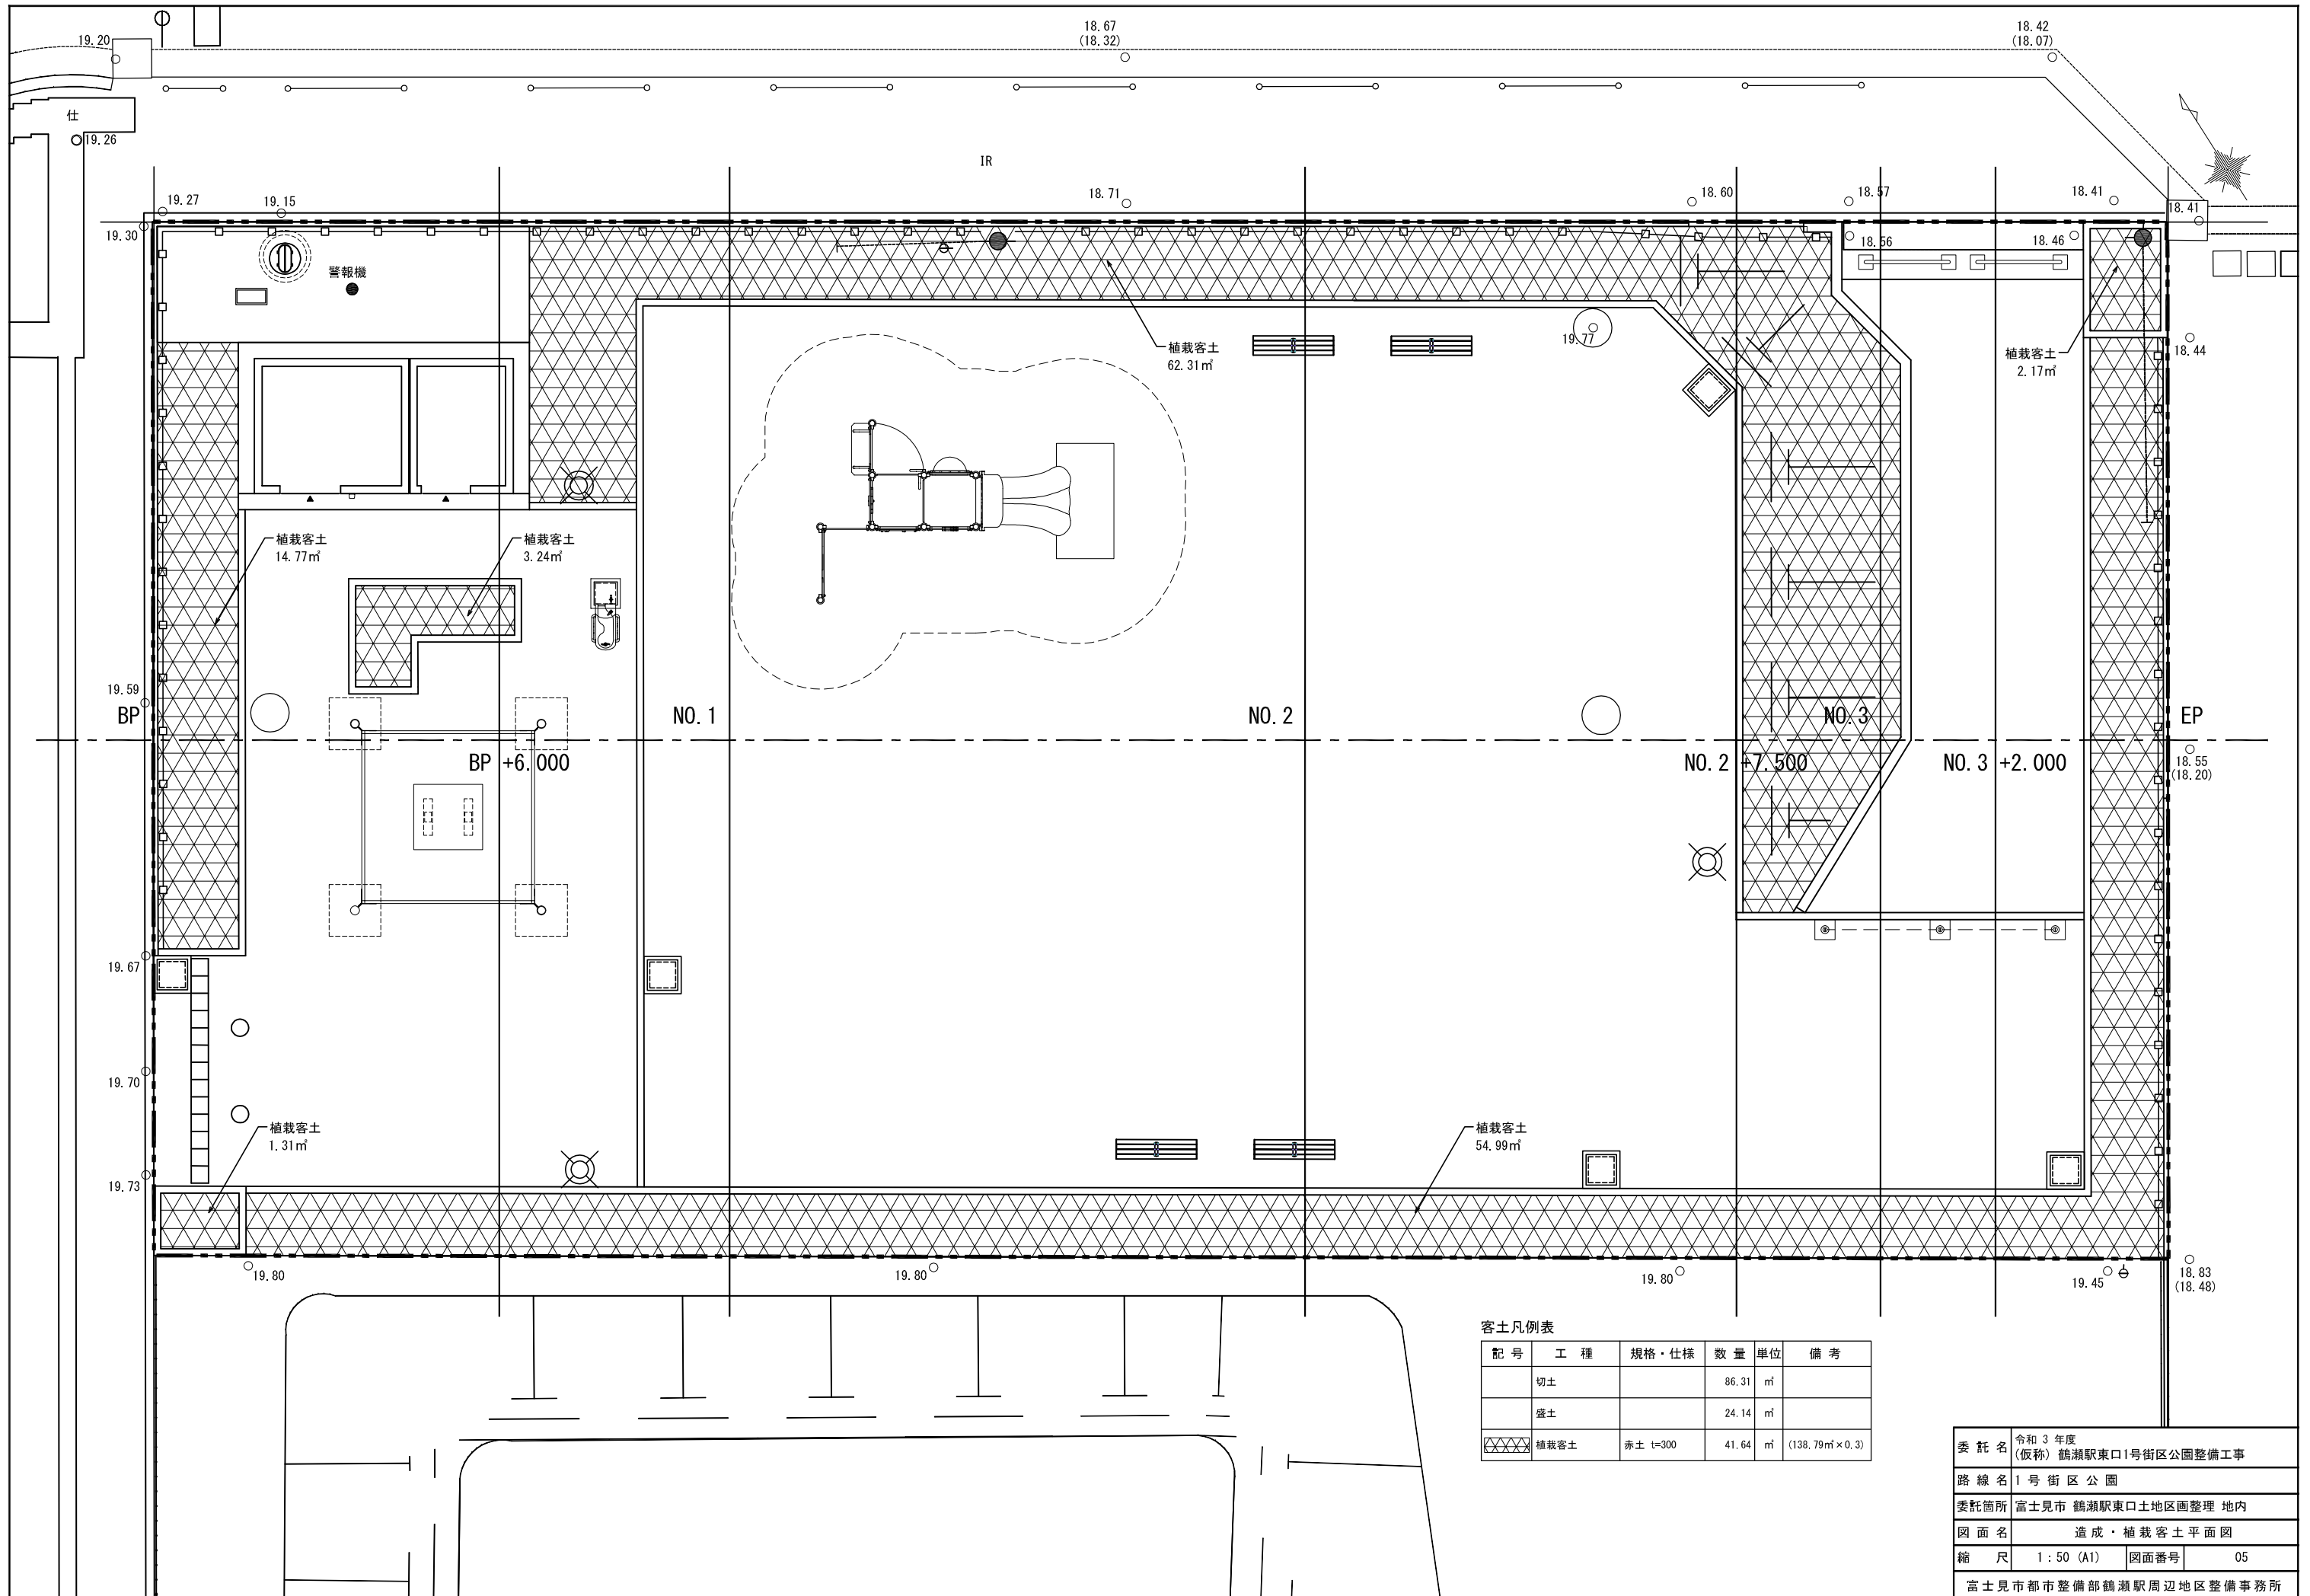 19.20
18.67
(18.32)
18.42
(18.07)
仕
19.26
IR
19.27
19.15
18.71
18.60
18.57
18.41
18.41
19.30
18.56
18.46
警報機
19.77
18.44
植栽客土
62.31㎡
植栽客土
2.17㎡
植栽客土
14.77㎡
植栽客土
3.24㎡
19.59
BP
NO.1
NO.2
NO.3
EP
BP +6.000
NO.2 +7.500
NO.3 +2.000
18.55
(18.20)
19.67
19.70
植栽客土
1.31㎡
植栽客土
54.99㎡
19.73
19.80
19.80
19.80
19.45
18.83
(18.48)
客土凡例表
記号 工種 規格・仕様 数量 単位 備考
切土 86.31 ㎥
盛土 24.14 ㎥
植栽客土 赤土 t=300 41.64 ㎥ (138.79㎡×0.3)
委託名 令和 3 年度
(仮称) 鶴瀬駅東口1号街区公園整備工事
路線名 1号街区公園
委託箇所 富士見市 鶴瀬駅東口土地区画整理 地内
図面名 造成・植栽客土平面図
縮尺 1:50 (A1) 図面番号 05
富士見市都市整備部鶴瀬駅周辺地区整備事務所